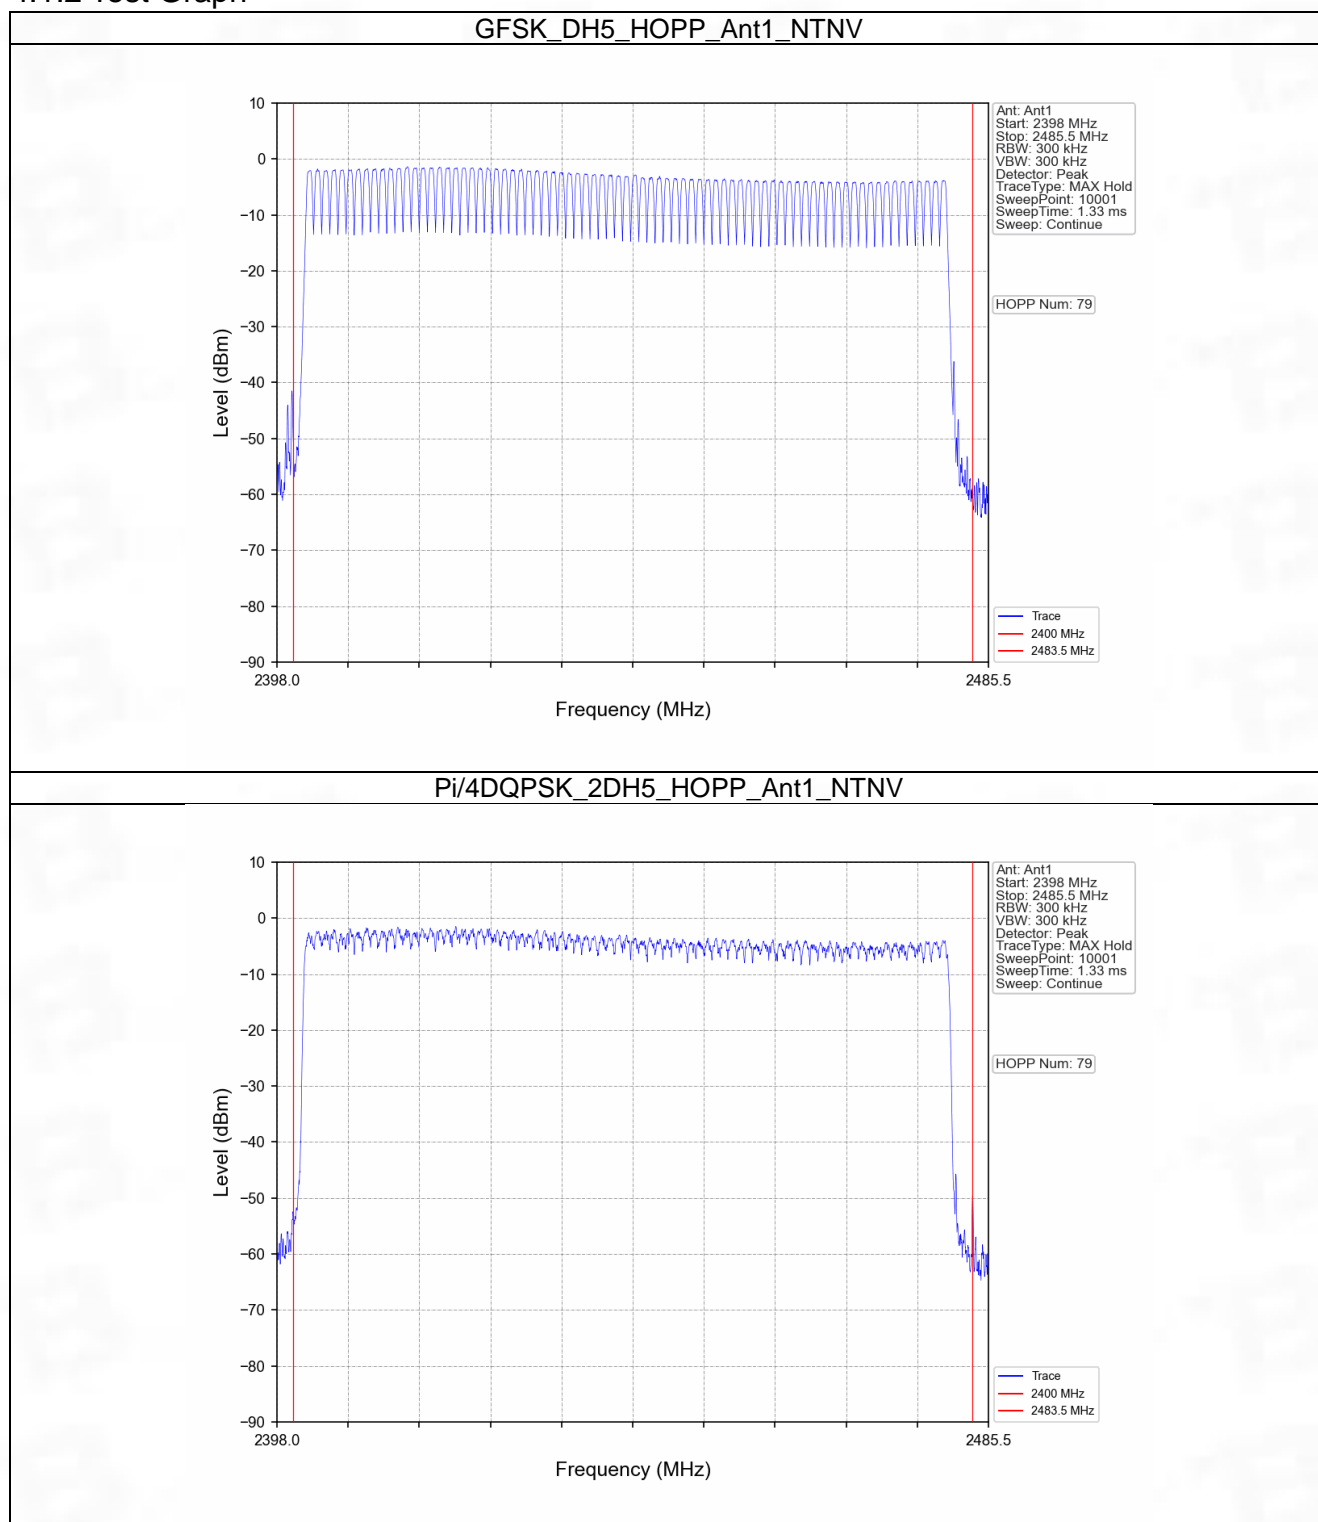 4.1.2 Test Graph
GFSK_DH5_HOPP_Ant1_NTNV
10
0
−10
−20
−30
−40
−50
−60
−70
−80
−90
Level (dBm)
2398.0
2485.5
Frequency (MHz)
Ant: Ant1
Start: 2398 MHz
Stop: 2485.5 MHz
RBW: 300 kHz
VBW: 300 kHz
Detector: Peak
TraceType: MAX Hold
SweepPoint: 10001
SweepTime: 1.33 ms
Sweep: Continue
HOPP Num: 79
Trace
2400 MHz
2483.5 MHz
Pi/4DQPSK_2DH5_HOPP_Ant1_NTNV
10
0
−10
−20
−30
−40
−50
−60
−70
−80
−90
Level (dBm)
2398.0
2485.5
Frequency (MHz)
Ant: Ant1
Start: 2398 MHz
Stop: 2485.5 MHz
RBW: 300 kHz
VBW: 300 kHz
Detector: Peak
TraceType: MAX Hold
SweepPoint: 10001
SweepTime: 1.33 ms
Sweep: Continue
HOPP Num: 79
Trace
2400 MHz
2483.5 MHz